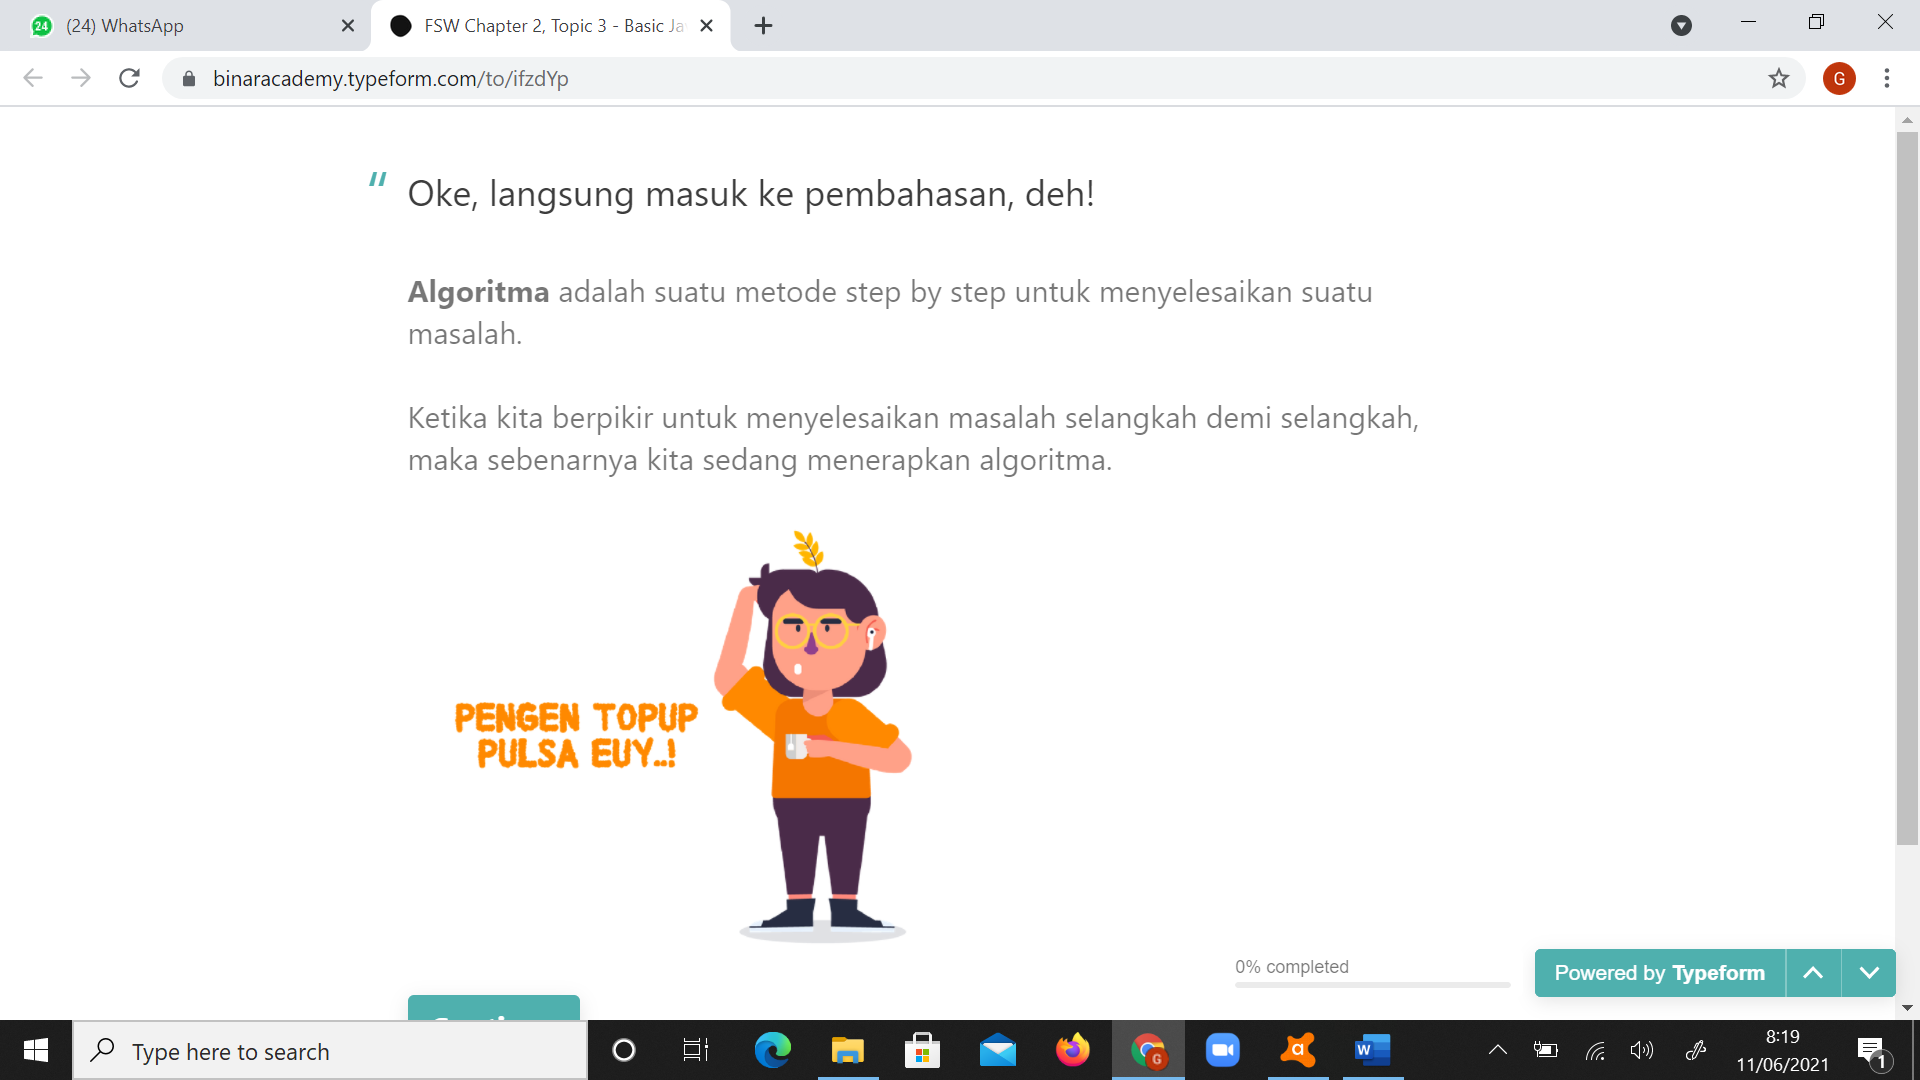 24
(24) WhatsApp
FSW Chapter 2, Topic 3 - Basic Ja
binaracademy.typeform.com/to/ifzdYp
G
"
Oke, langsung masuk ke pembahasan, deh!
Algoritma adalah suatu metode step by step untuk menyelesaikan suatu
masalah.
Ketika kita berpikir untuk menyelesaikan masalah selangkah demi selangkah,
maka sebenarnya kita sedang menerapkan algoritma.
PENGEN TOPUP
PULSA EUY..!
0% completed
Powered by Typeform
Type here to search
G
a
W
8:19
11/06/2021
1